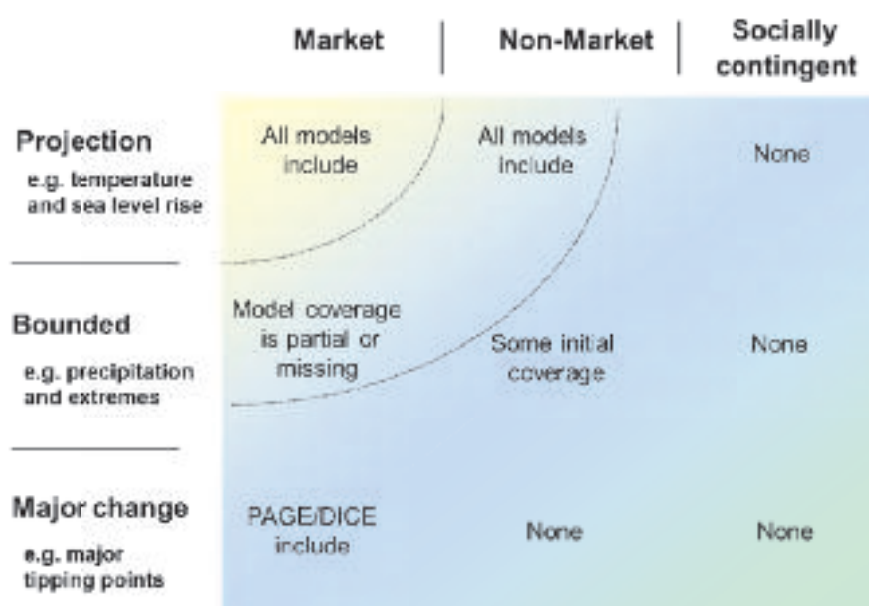 Market
Non-Market
Socially
contingent
Projection
e.g. temperature
and sea level rise
All models
include
All models
include
None
Bounded
e.g. precipitation
and extremes
Model coverage
is partial or
missing
Some initial
coverage
None
Major change
e.g. major
tipping points
PAGE/DICE
include
None
None